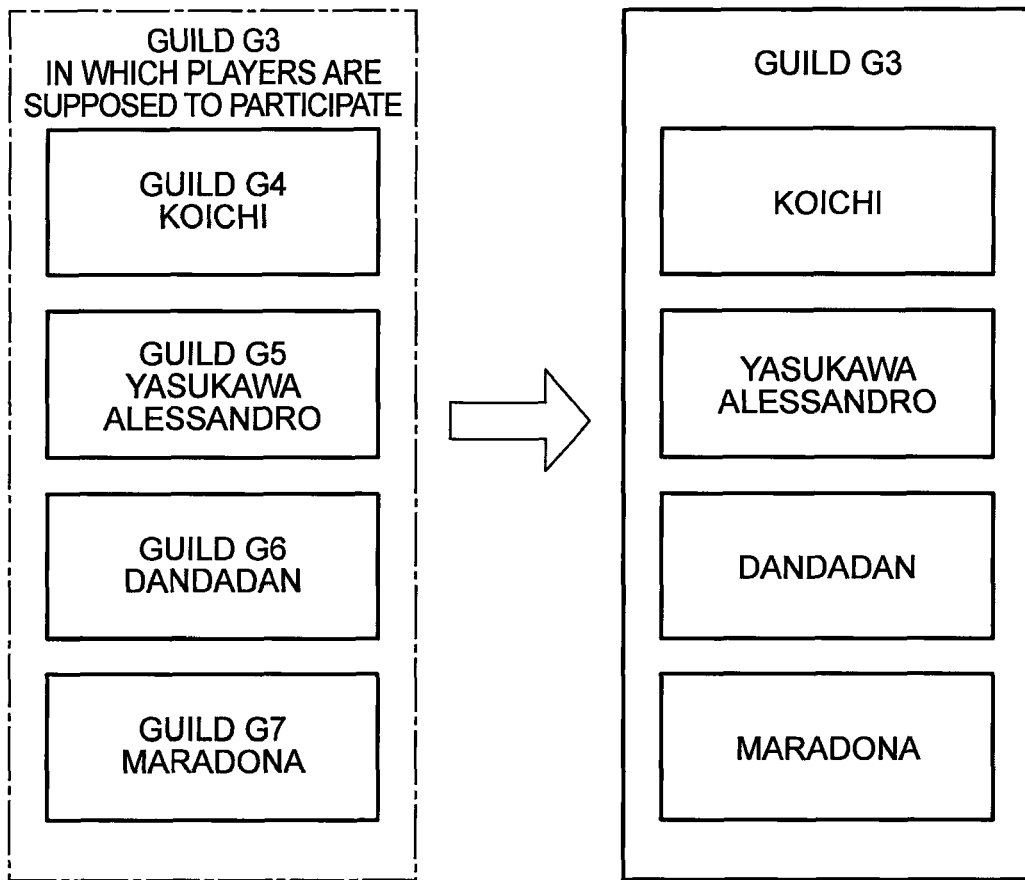 GUILD G3
IN WHICH PLAYERS ARE
SUPPOSED TO PARTICIPATE
GUILD G4
KOICHI
GUILD G5
YASUKAWA
ALESSANDRO
GUILD G6
DANDADAN
GUILD G7
MARADONA
GUILD G3
KOICHI
YASUKAWA
ALESSANDRO
DANDADAN
MARADONA